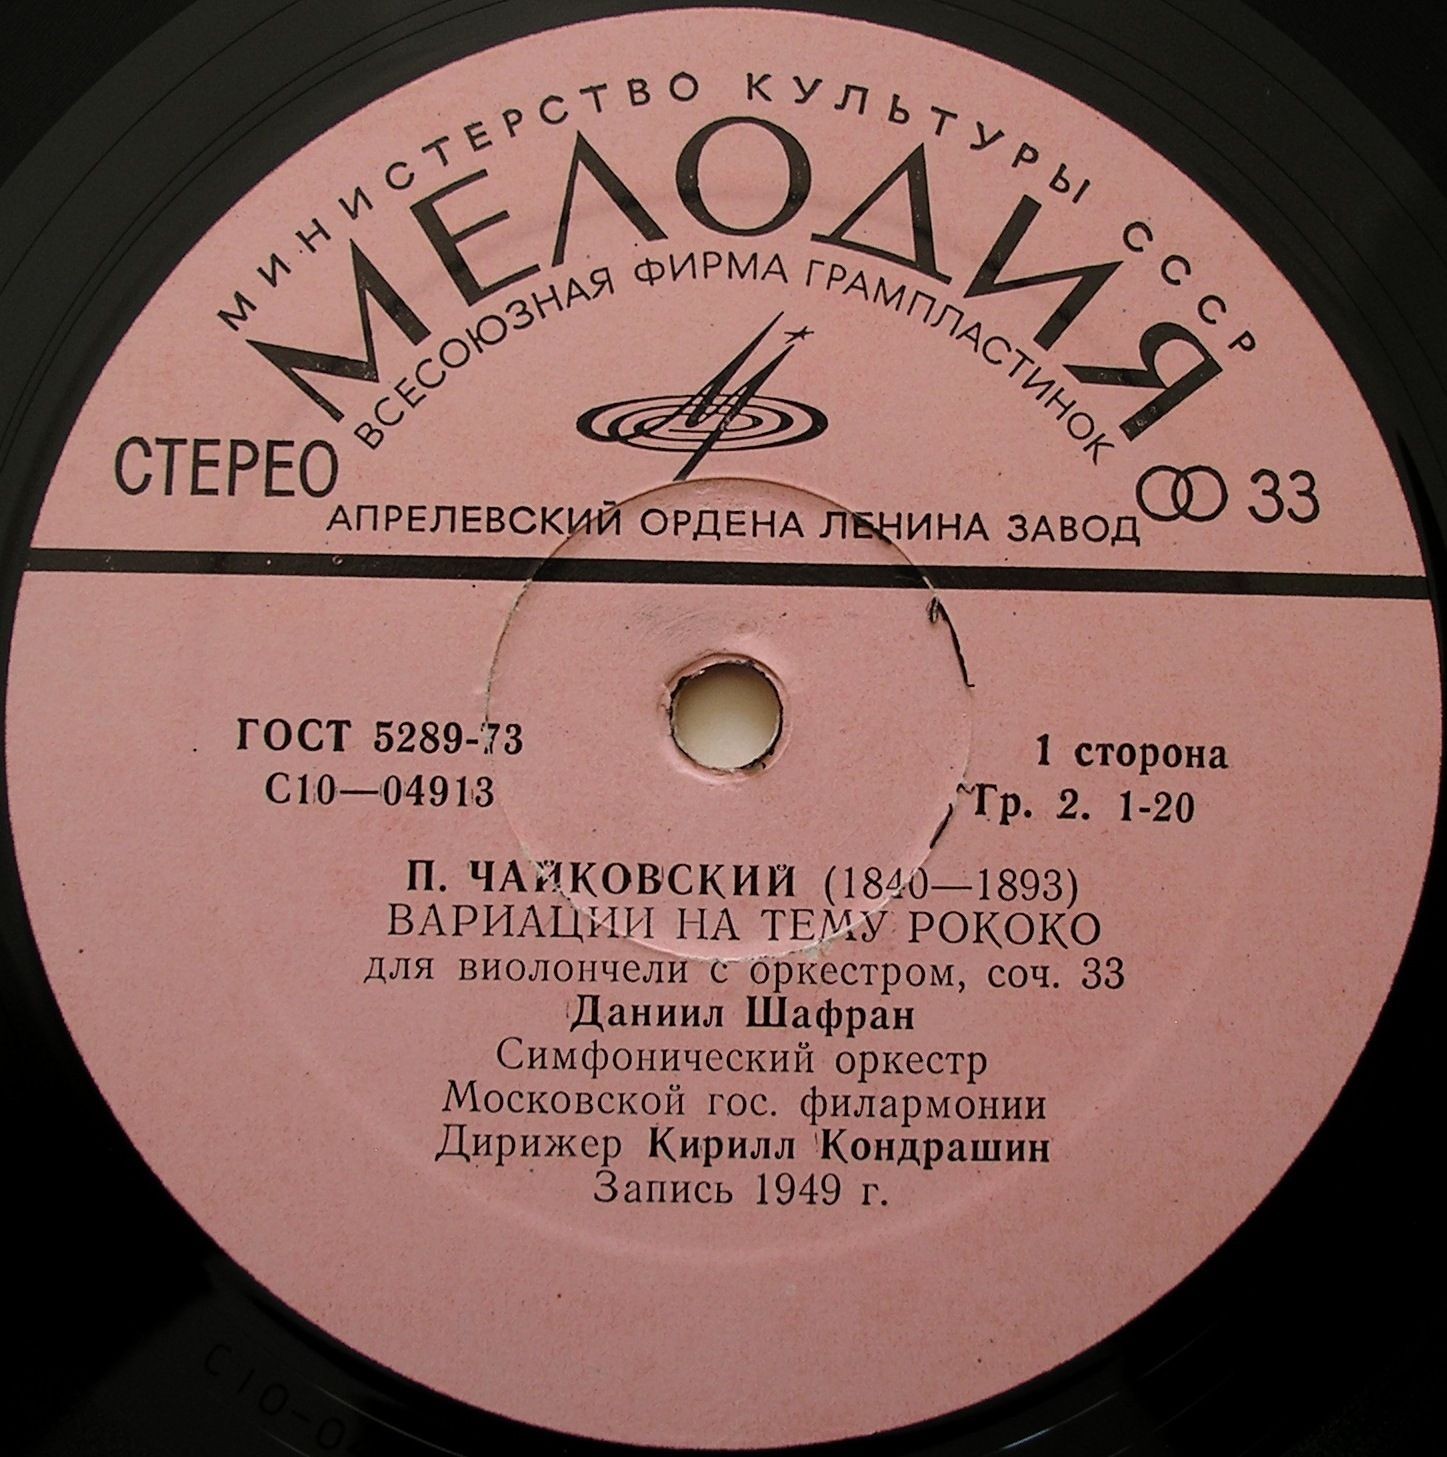 МИНИСТЕРСТВО КУЛЬТУРЫ СССР
МЕЛОДИЯ
ВСЕСОЮЗНАЯ ФИРМА ГРАМПЛАСТИНОК
СТЕРЕО
33
АПРЕЛЕВСКИЙ ОРДЕНА ЛЕНИНА ЗАВОД
ГОСТ 5289-73
С10—04913
1 сторона
Гр. 2. 1-20
П. ЧАЙКОВСКИЙ (1840—1893)
ВАРИАЦИИ НА ТЕМУ РОКОКО
для виолончели с оркестром, соч. 33
Даниил Шафран
Симфонический оркестр
Московской гос. филармонии
Дирижер Кирилл Кондрашин
Запись 1949 г.